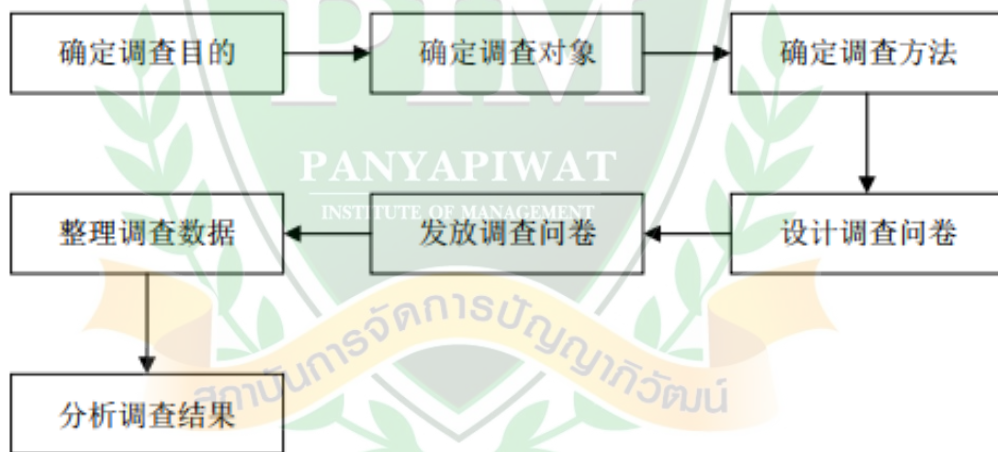 确定调查目的
确定调查对象
确定调查方法
PIM
PANYAPIWAT
INSTITUTE OF MANAGEMENT
设计调查问卷
发放调查问卷
整理调查数据
สถาบันการจัดการปัญญาภิวัฒน์
分析调查结果